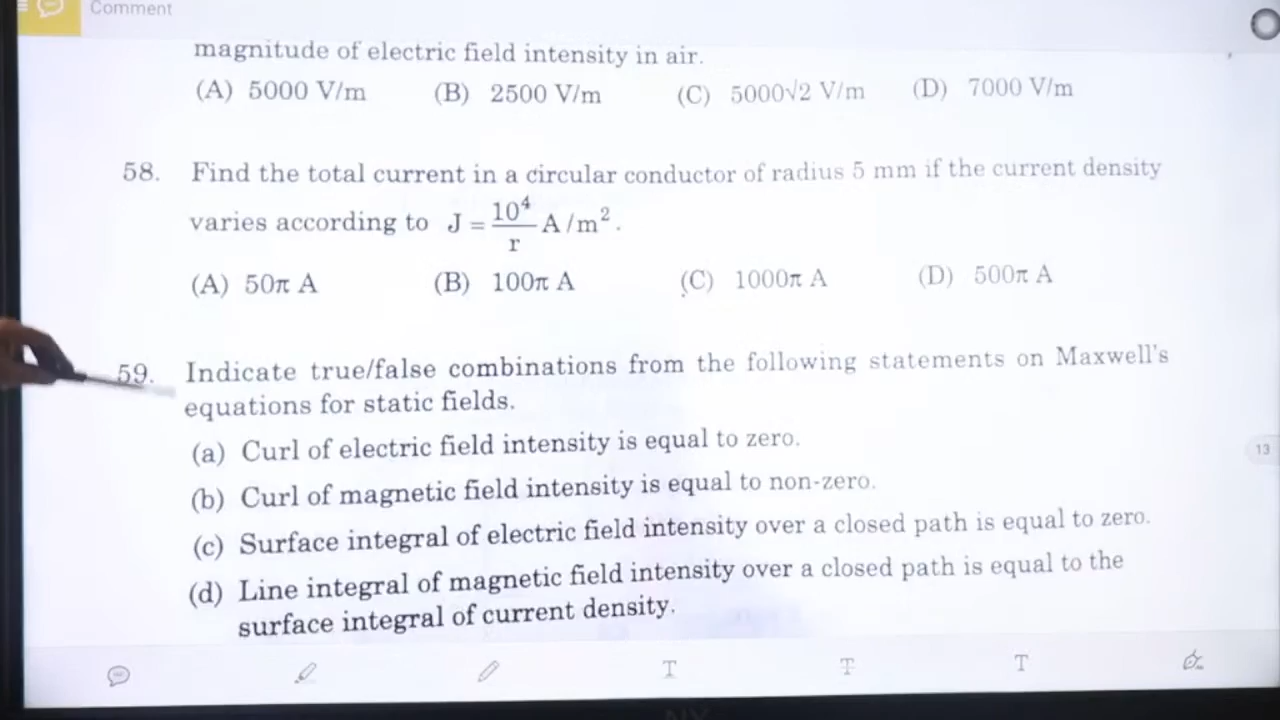 Comment
magnitude of electric field intensity in air.
(A) 5000 V/m (B) 2500 V/m (C) 5000√2 V/m (D) 7000 V/m
58. Find the total current in a circular conductor of radius 5 mm if the current density
varies according to J = 10⁴/r A/m².
(A) 50π A (B) 100π A (C) 1000π A (D) 500π A
59. Indicate true/false combinations from the following statements on Maxwell's
equations for static fields.
(a) Curl of electric field intensity is equal to zero.
(b) Curl of magnetic field intensity is equal to non-zero.
(c) Surface integral of electric field intensity over a closed path is equal to zero.
(d) Line integral of magnetic field intensity over a closed path is equal to the
surface integral of current density.
13
T T T